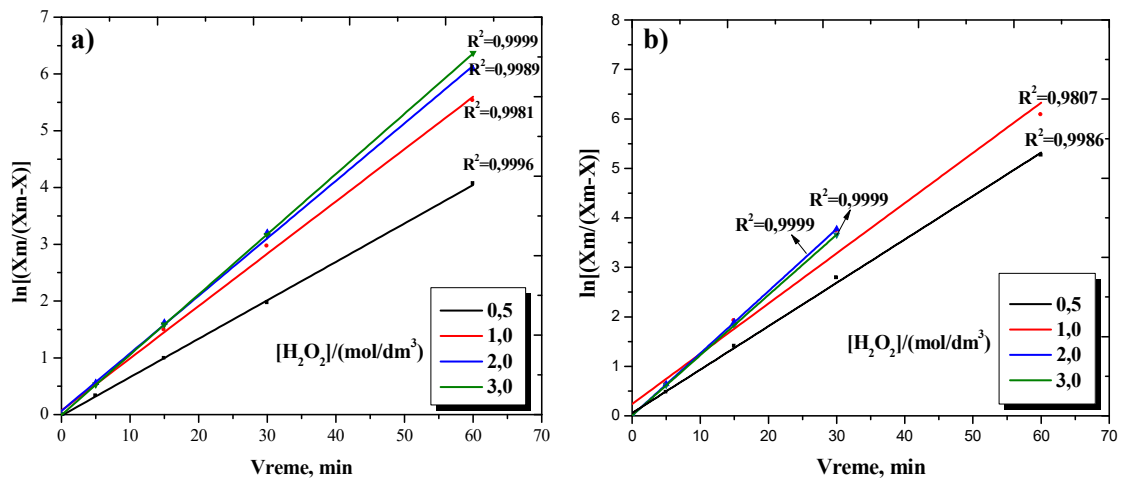 a)
ln[(Xm/(Xm-X)]
7
6
5
4
3
2
1
0
R²=0,9999
R²=0,9989
R²=0,9981
R²=0,9996
[H₂O₂]/(mol/dm³)
0,5
1,0
2,0
3,0
0 10 20 30 40 50 60 70
Vreme, min
b)
ln[(Xm/(Xm-X)]
8
7
6
5
4
3
2
1
0
R²=0,9807
R²=0,9986
R²=0,9999
R²=0,9999
[H₂O₂]/(mol/dm³)
0,5
1,0
2,0
3,0
0 10 20 30 40 50 60 70
Vreme, min